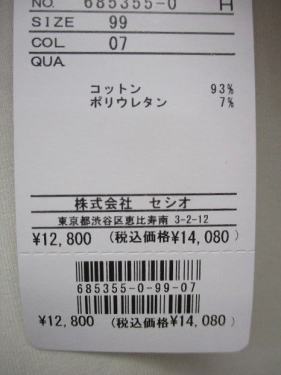 NO. 685355-0 H
SIZE 99
COL. 07
QUA.
コットン 93%
ポリウレタン 7%
株式会社 セシオ
東京都渋谷区恵比寿南 3-2-12
¥12,800 (税込価格¥14,080)
685355-0-99-07
¥12,800 (税込価格¥14,080)